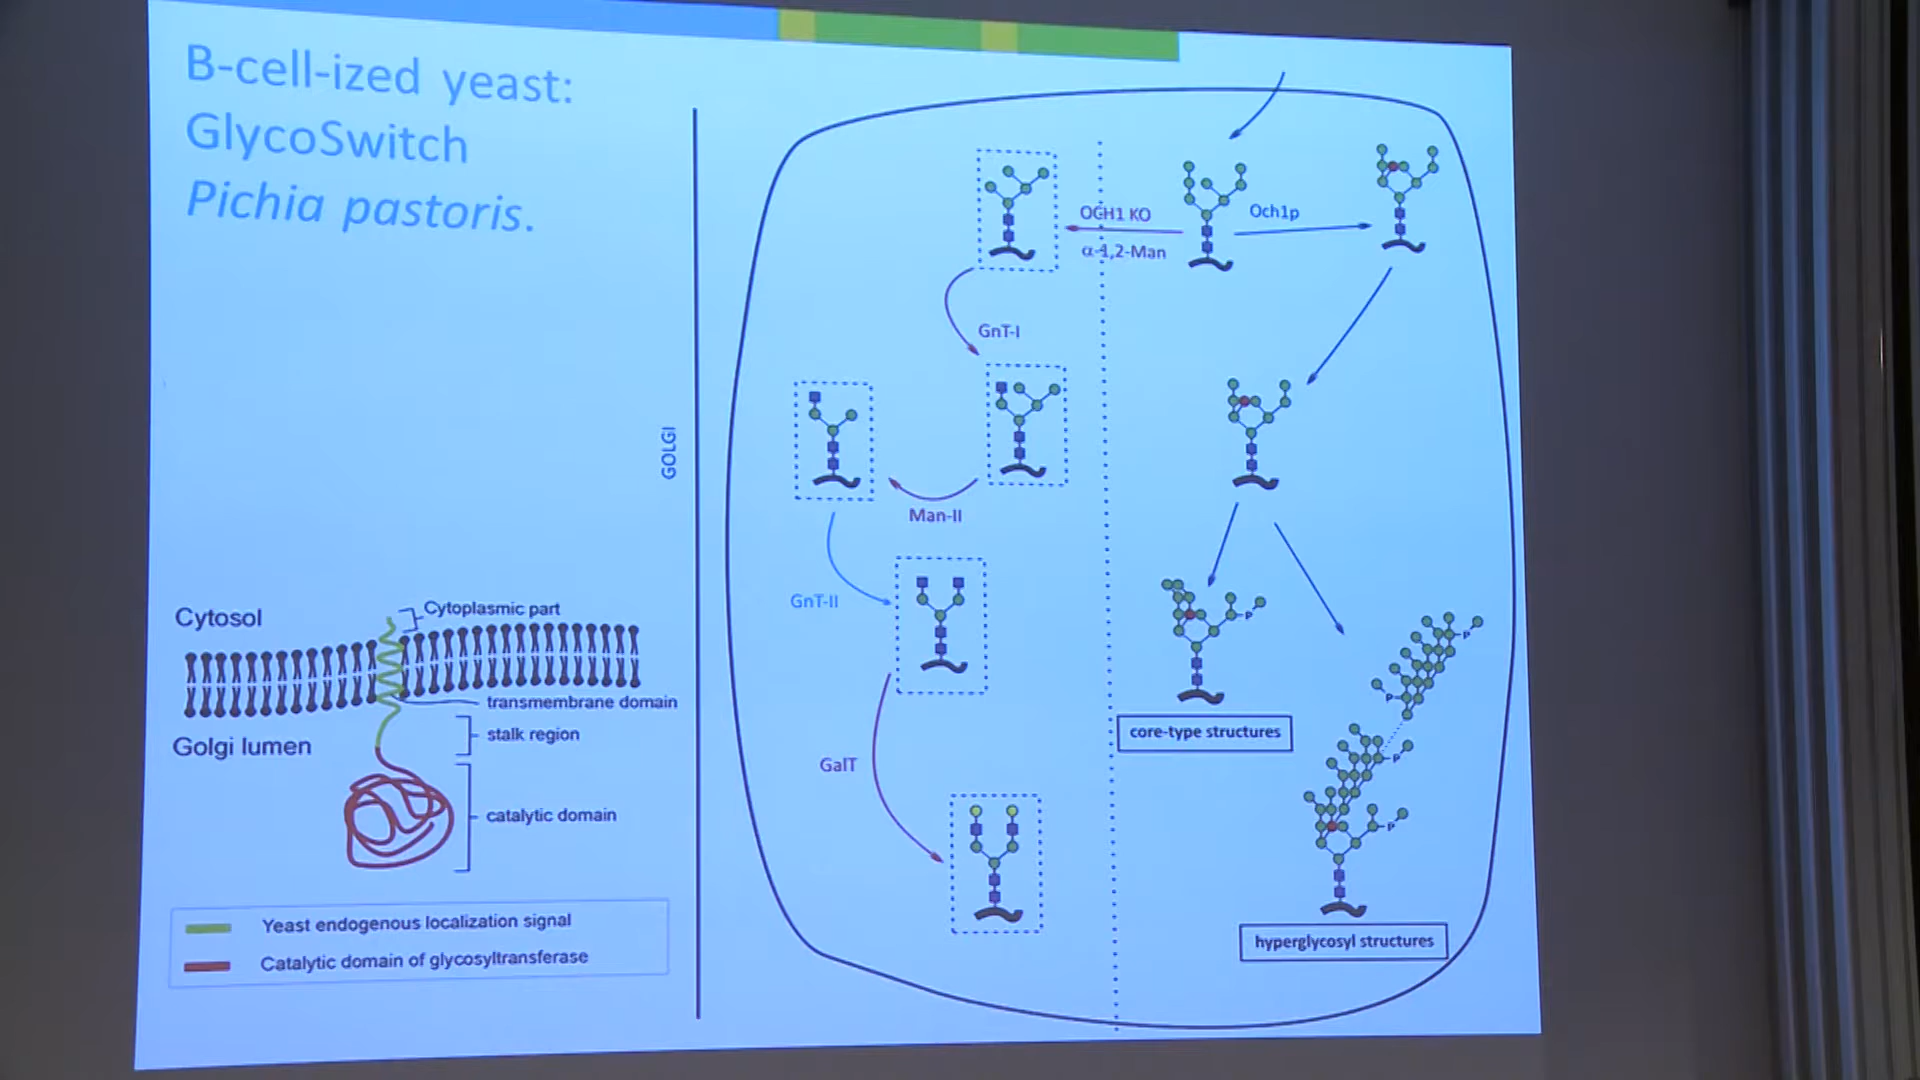 B-cell-ized yeast:
GlycoSwitch
Pichia pastoris.
Cytosol
Cytoplasmic part
transmembrane domain
Golgi lumen
stalk region
catalytic domain
Yeast endogenous localization signal
Catalytic domain of glycosyltransferase
GOLGI
OCH1 KO
α-1,2-Man
Och1p
GnT-I
Man-II
GnT-II
GalT
P
core-type structures
P
P
P
P
hyperglycosyl structures